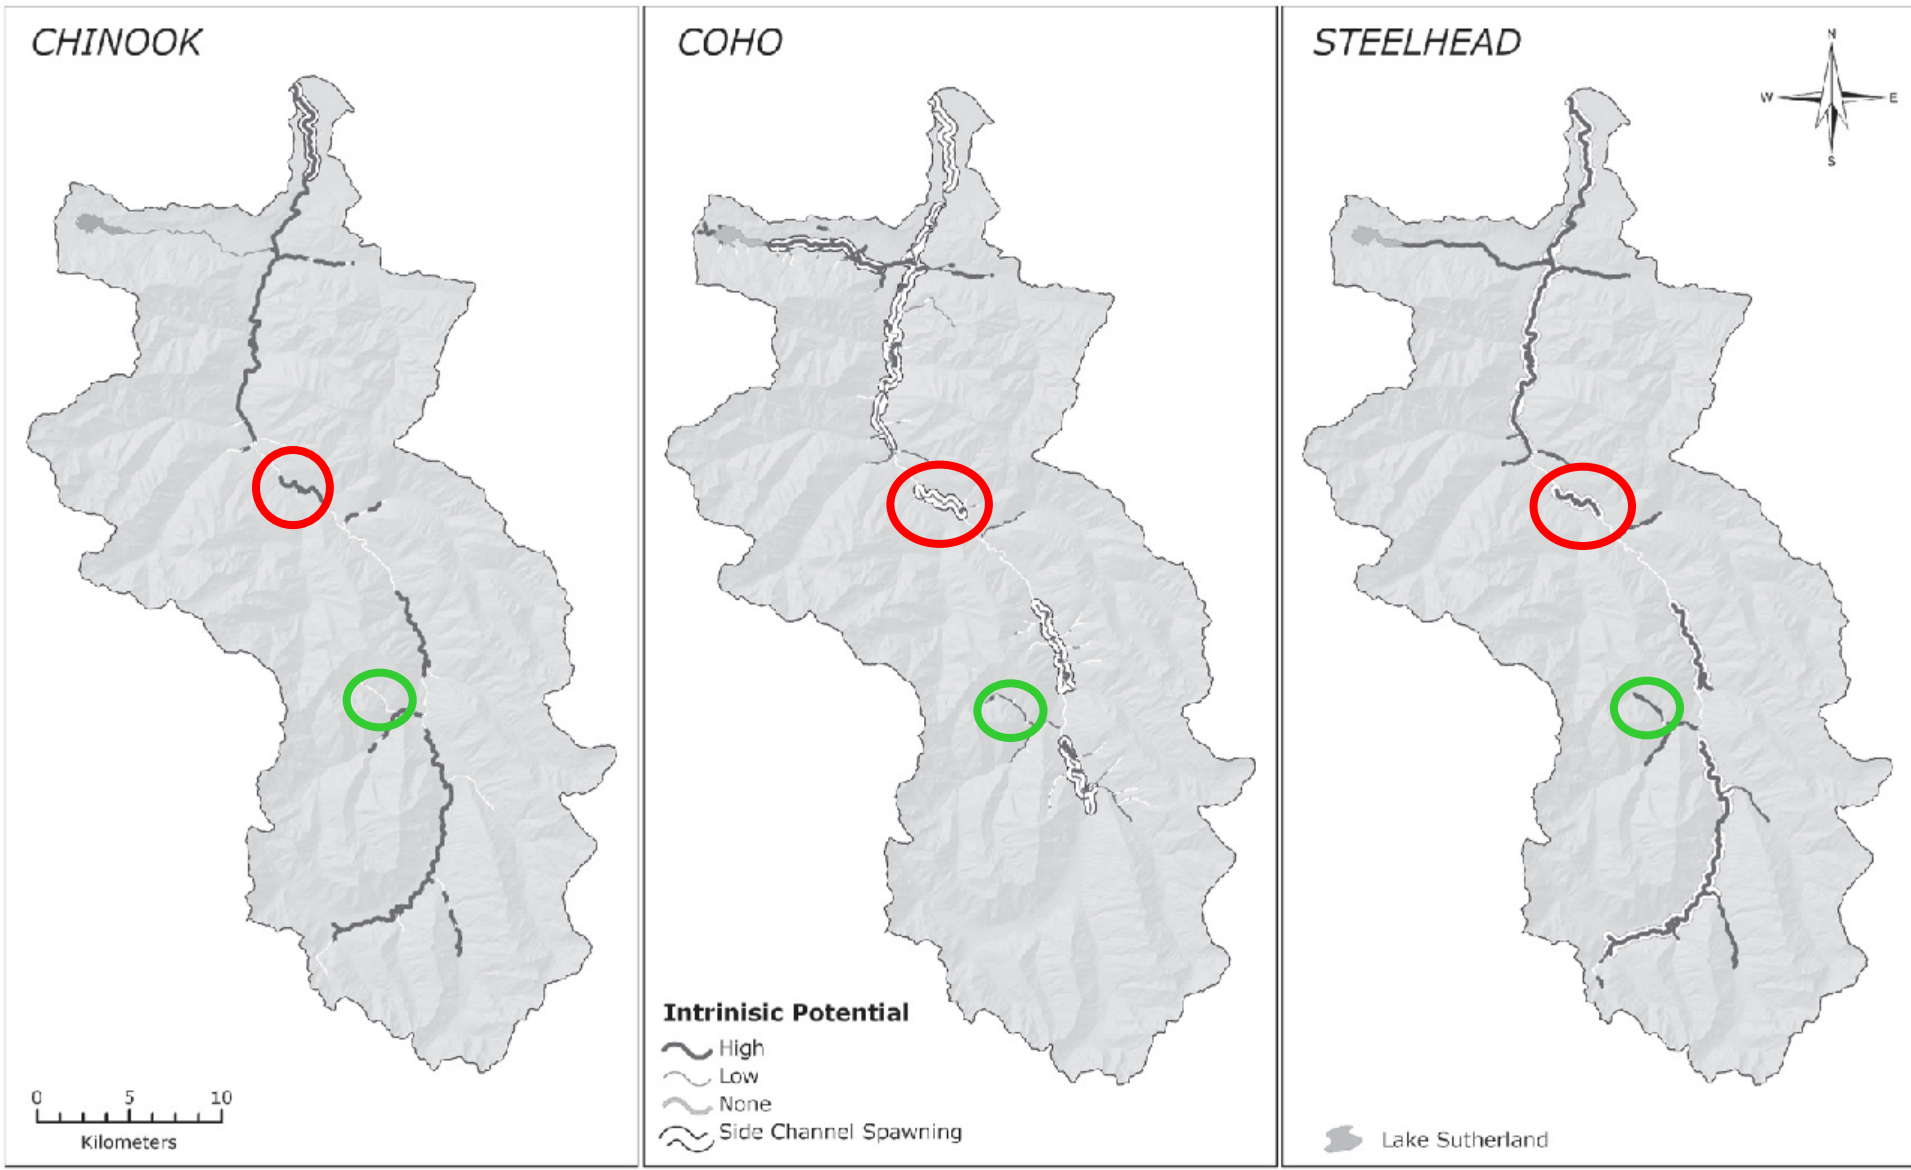 CHINOOK
COHO
STEELHEAD
N
W
E
S
Intrinisic Potential
High
Low
None
Side Channel Spawning
0 5 10
Kilometers
Lake Sutherland